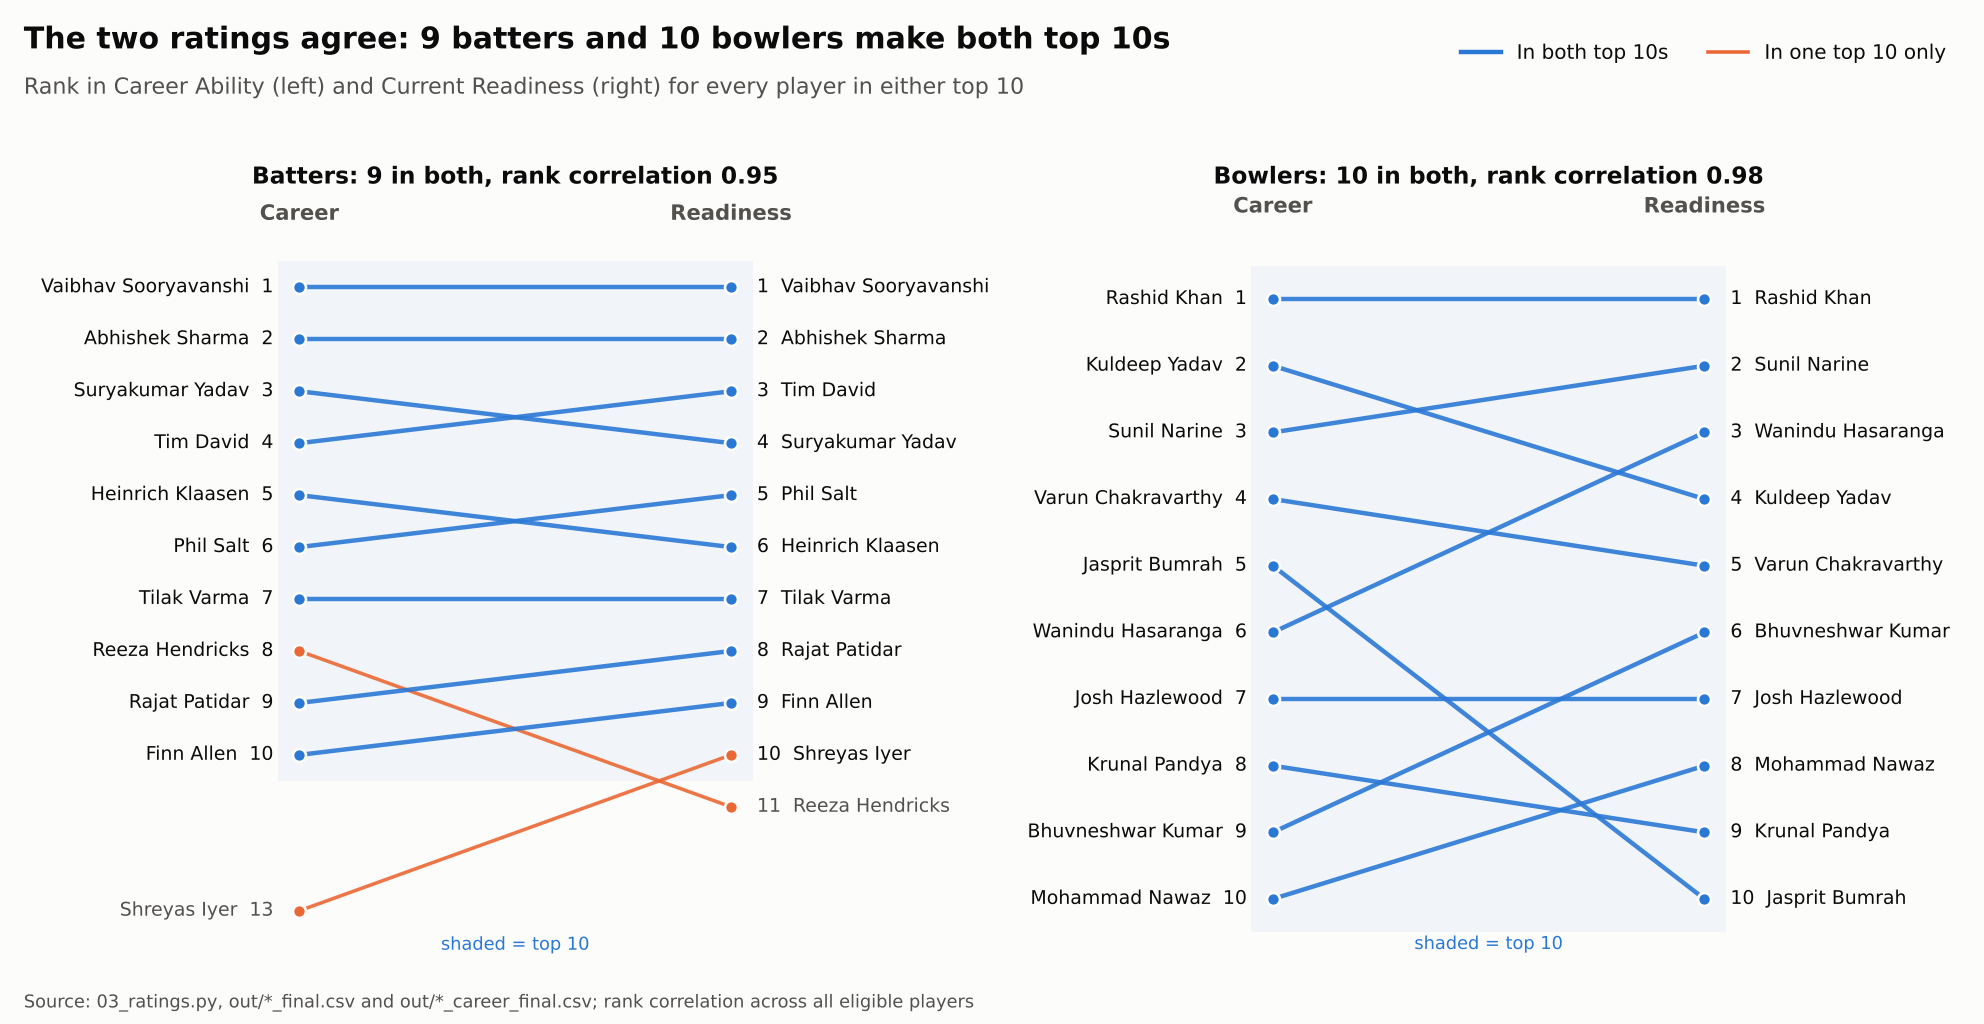 The two ratings agree: 9 batters and 10 bowlers make both top 10s
In both top 10s
In one top 10 only
Rank in Career Ability (left) and Current Readiness (right) for every player in either top 10
Batters: 9 in both, rank correlation 0.95
Career Readiness
Vaibhav Sooryavanshi 1 1 Vaibhav Sooryavanshi
Abhishek Sharma 2 2 Abhishek Sharma
Suryakumar Yadav 3 3 Tim David
Tim David 4 4 Suryakumar Yadav
Heinrich Klaasen 5 5 Phil Salt
Phil Salt 6 6 Heinrich Klaasen
Tilak Varma 7 7 Tilak Varma
Reeza Hendricks 8 8 Rajat Patidar
Rajat Patidar 9 9 Finn Allen
Finn Allen 10 10 Shreyas Iyer
11 Reeza Hendricks
Shreyas Iyer 13
shaded = top 10
Bowlers: 10 in both, rank correlation 0.98
Career Readiness
Rashid Khan 1 1 Rashid Khan
Kuldeep Yadav 2 2 Sunil Narine
Sunil Narine 3 3 Wanindu Hasaranga
Varun Chakravarthy 4 4 Kuldeep Yadav
Jasprit Bumrah 5 5 Varun Chakravarthy
Wanindu Hasaranga 6 6 Bhuvneshwar Kumar
Josh Hazlewood 7 7 Josh Hazlewood
Krunal Pandya 8 8 Mohammad Nawaz
Bhuvneshwar Kumar 9 9 Krunal Pandya
Mohammad Nawaz 10 10 Jasprit Bumrah
shaded = top 10
Source: 03_ratings.py, out/*_final.csv and out/*_career_final.csv; rank correlation across all eligible players